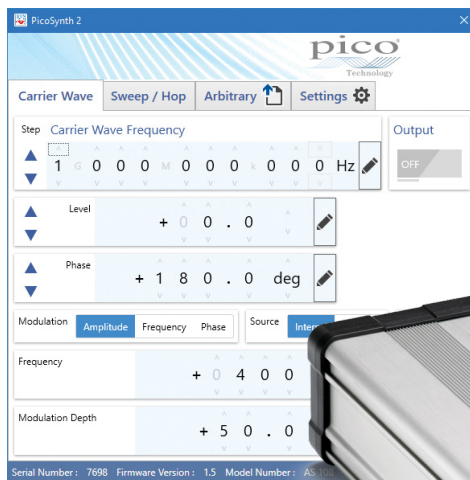 PicoSynth 2
pico
Technology
Carrier Wave Sweep / Hop Arbitrary Settings
Step Carrier Wave Frequency Output
1 G 0 0 0 M 0 0 0 k 0 0 0 Hz OFF
Level + 0 0 . 0
Phase + 1 8 0 . 0 deg
Modulation Amplitude Frequency Phase Source
Frequency + 0 4 0 0
Modulation Depth + 5 0 . 0
Serial Number : 7698 Firmware Version : 1.5 Model Number : AS 108